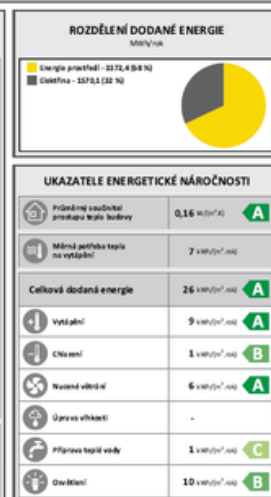 ROZDĚLENÍ DODANÉ ENERGIE
MWh/rok
Energie prostředí - 3372,4 (68 %)
Elektřina - 1570,1 (32 %)
UKAZATELE ENERGETICKÉ NÁROČNOSTI
Průměrný součinitel
prostupu tepla budovy
0,16 W/(m².K) A
Měrná potřeba tepla
na vytápění
7 kWh/(m².rok)
Celková dodaná energie 26 kWh/(m².rok) A
Vytápění 9 kWh/(m².rok) A
Chlazení 1 kWh/(m².rok) B
Nucené větrání 6 kWh/(m².rok) A
Úprava vlhkosti -
Příprava teplé vody 1 kWh/(m².rok) C
Osvětlení 10 kWh/(m².rok) B